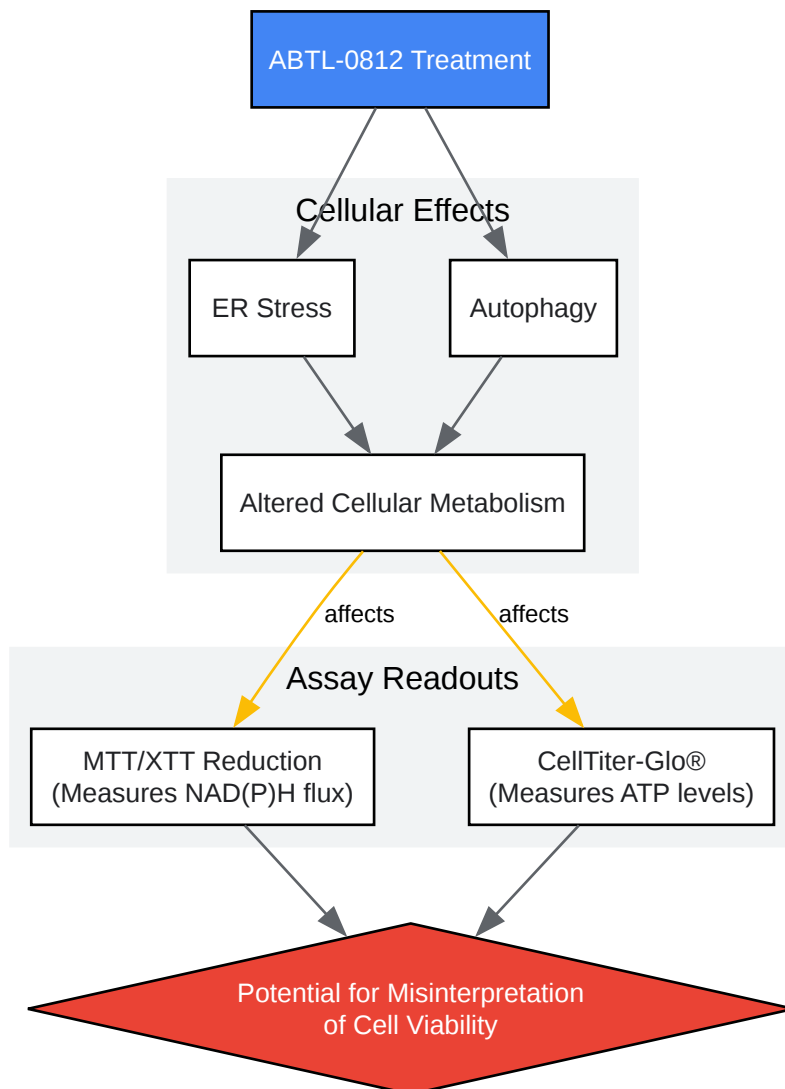 ABTL-0812 Treatment
Cellular Effects
ER Stress
Autophagy
Altered Cellular Metabolism
affects
affects
Assay Readouts
MTT/XTT Reduction
(Measures NAD(P)H flux)
CellTiter-Glo®
(Measures ATP levels)
Potential for Misinterpretation
of Cell Viability